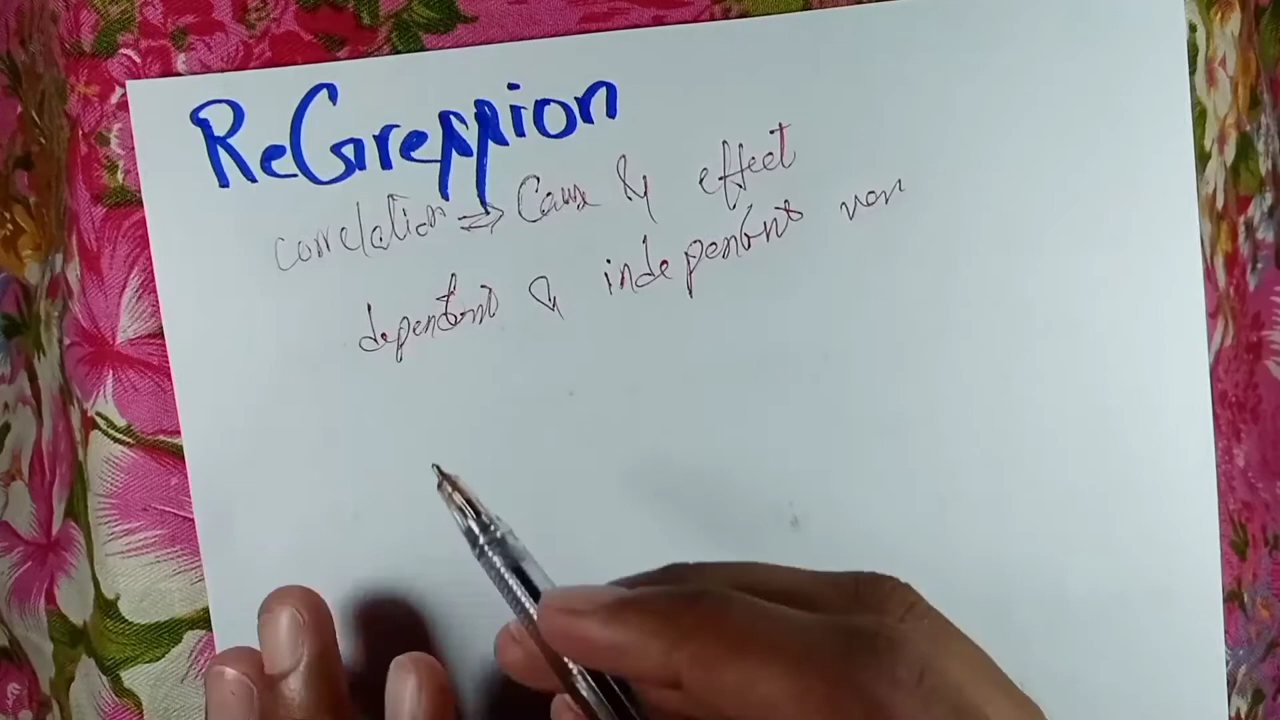 ReGression
correlation ⇒ Cause & effect
dependent & independent var